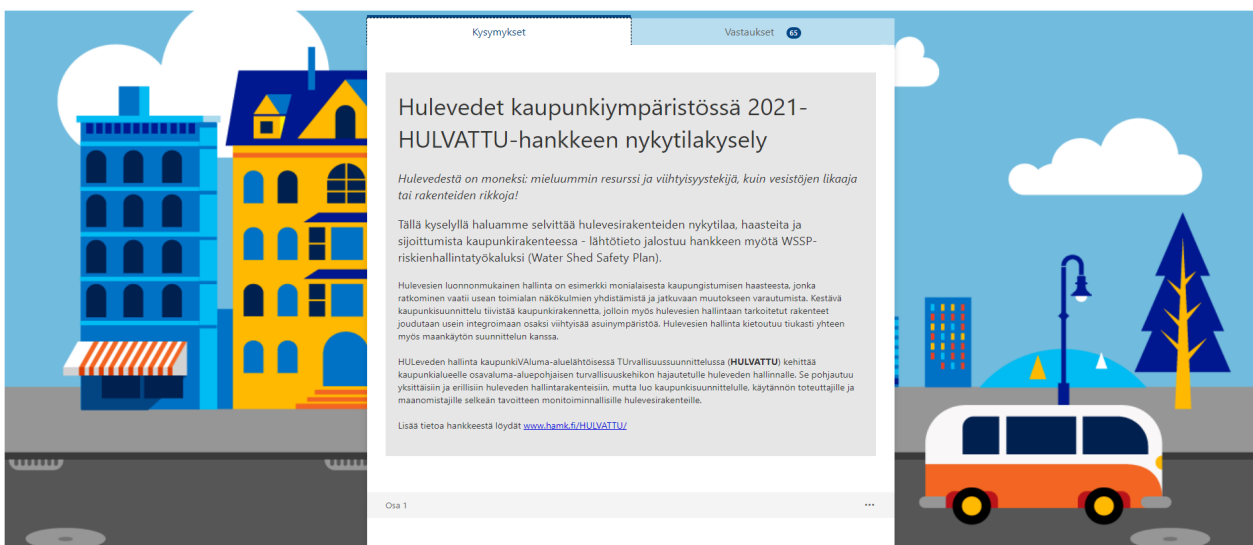 Kysymykset
Vastaukset 65
Hulevedet kaupunkiympäristössä 2021-
HULVATTU-hankkeen nykytilakysely
Hulevedestä on moneksi: mieluummin resurssi ja viihtyisyystekijä, kuin vesistöjen likaaja
tai rakenteiden rikkoja!
Tällä kyselyllä haluamme selvittää hulevesirakenteiden nykytilaa, haasteita ja
sijoittumista kaupunkirakenteessa - lähtötieto jalostuu hankkeen myötä WSSP-
riskienhallintatyökaluksi (Water Shed Safety Plan).
Hulevesien luonnonmukainen hallinta on esimerkki monialaisesta kaupungistumisen haasteesta, jonka
ratkominen vaatii usean toimialan näkökulmien yhdistämistä ja jatkuvaan muutokseen varautumista. Kestävä
kaupunkisuunnittelu tiivistää kaupunkirakennetta, jolloin myös hulevesien hallintaan tarkoitetut rakenteet
joudutaan usein integroimaan osaksi viihtyisää asuinympäristöä. Hulevesien hallinta kietoutuu tiukasti yhteen
myös maankäytön suunnittelun kanssa.
HULeveden hallinta kaupunkiVAluma-aluelähtöisessä TUrvallisuussuunnittelussa (HULVATTU) kehittää
kaupunkialueelle osavaluma-aluepohjaisen turvallisuuskehikon hajautetulle huleveden hallinnalle. Se pohjautuu
yksittäisiin ja erillisiin huleveden hallintarakenteisiin, mutta luo kaupunkisuunnittelulle, käytännön toteuttajille ja
maanomistajille selkeän tavoitteen monitoiminnallisille hulevesirakenteille.
Lisää tietoa hankkeestä löydät www.hamk.fi/HULVATTU/
Osa 1